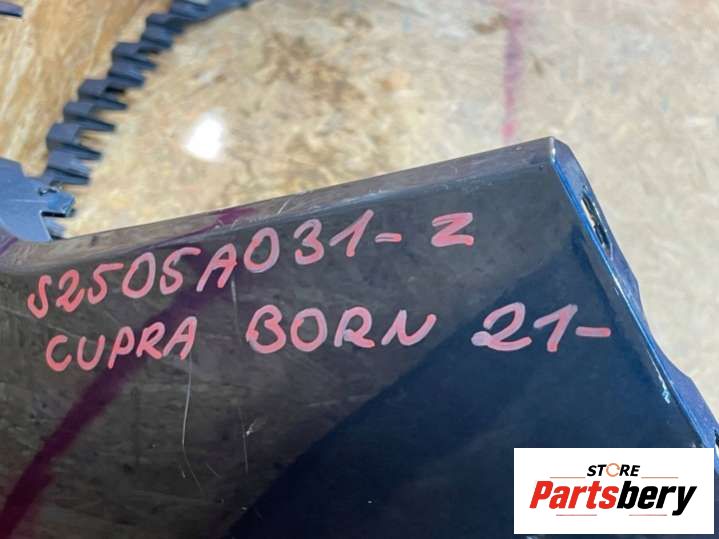 S2505A031-Z
CUPRA BORN 21-
STORE
Partsbery